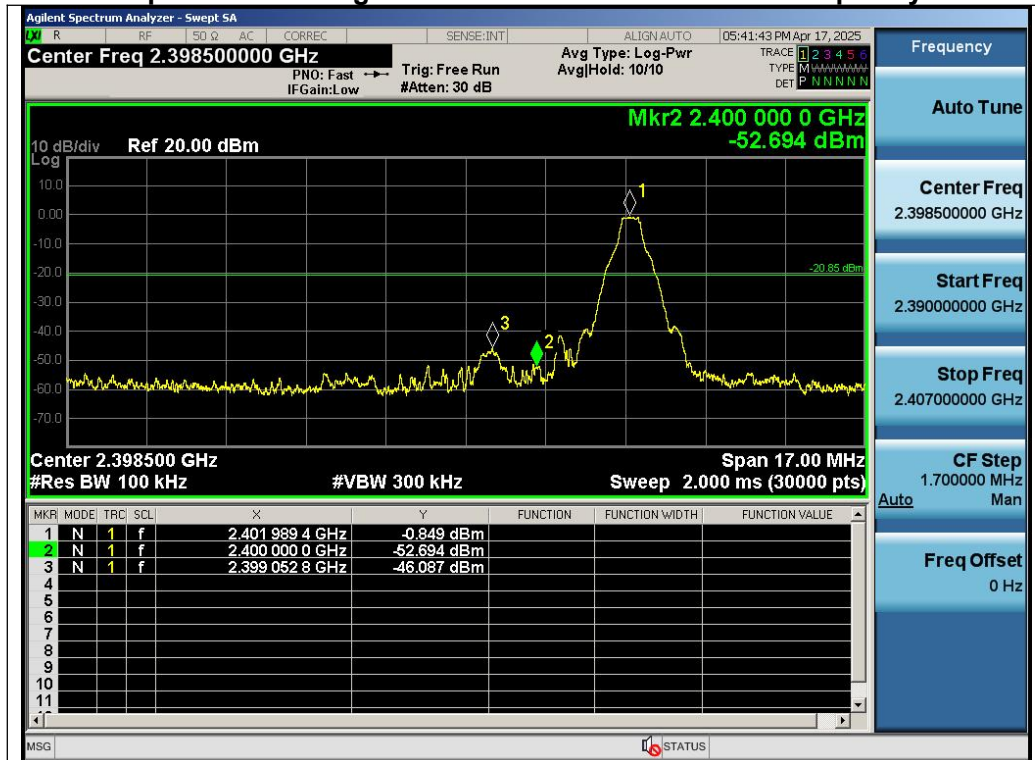 Agilent Spectrum Analyzer - Swept SA
LXI R RF 50 Ω AC CORREC SENSE:INT ALIGN AUTO 05:41:43 PM Apr 17, 2025
Center Freq 2.398500000 GHz
PNO: Fast
IFGain:Low
Trig: Free Run
#Atten: 30 dB
Avg Type: Log-Pwr
Avg|Hold: 10/10
TRACE 1 2 3 4 5 6
TYPE M WWWWW
DET P N N N N N
Mkr2 2.400 000 0 GHz
-52.694 dBm
10 dB/div Ref 20.00 dBm
Log
10.0
0.00
-10.0
-20.0
-30.0
-40.0
-50.0
-60.0
-70.0
1
-20.85 dBm
3
2
Center 2.398500 GHz Span 17.00 MHz
#Res BW 100 kHz #VBW 300 kHz Sweep 2.000 ms (30000 pts)
MKR MODE TRC SCL X Y FUNCTION FUNCTION WIDTH FUNCTION VALUE
1 N 1 f 2.401 989 4 GHz -0.849 dBm
2 N 1 f 2.400 000 0 GHz -52.694 dBm
3 N 1 f 2.399 052 8 GHz -46.087 dBm
4
5
6
7
8
9
10
11
MSG STATUS
Frequency
Auto Tune
Center Freq
2.398500000 GHz
Start Freq
2.390000000 GHz
Stop Freq
2.407000000 GHz
CF Step
1.700000 MHz
Auto Man
Freq Offset
0 Hz